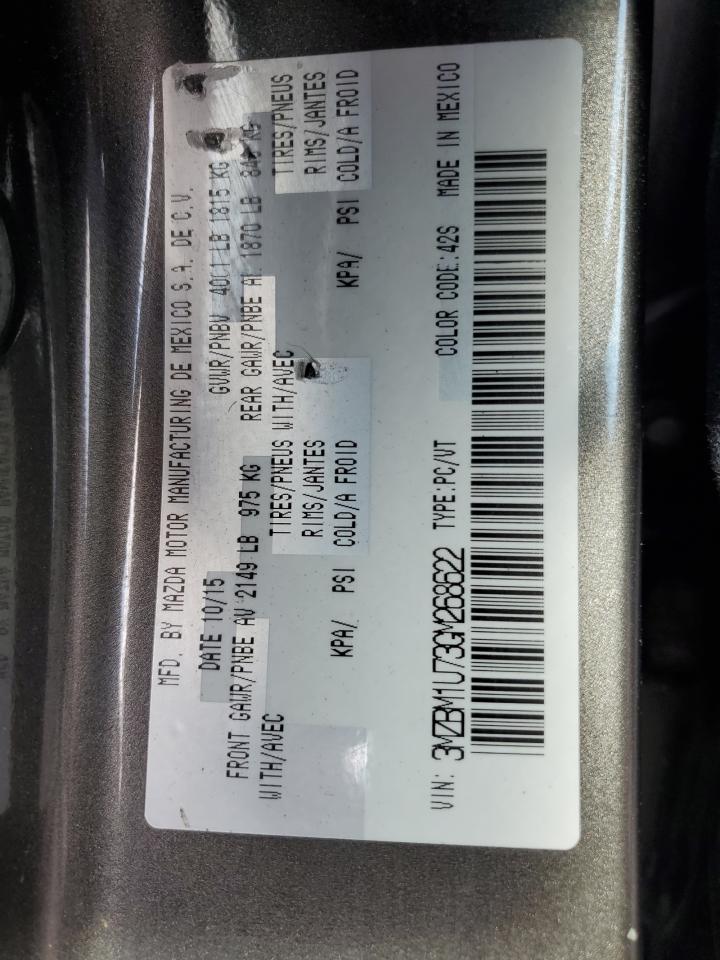 MFD. BY MAZDA MOTOR MANUFACTURING DE MEXICO S.A. DE C.V.
DATE 10/15 GVWR/PNBV 4001 LB 1815 KG
FRONT GAWR/PNBE AV 2149 LB 975 KG REAR GAWR/PNBE AR 1870 LB 848 KG
WITH/AVEC TIRES/PNEUS WITH/AVEC TIRES/PNEUS
RIMS/JANTES RIMS/JANTES
KPA/ PSI COLD/A FROID KPA/ PSI COLD/A FROID
VIN: 3MZBM1U73GM268622 TYPE:PC/VT COLOR CODE:42S MADE IN MEXICO